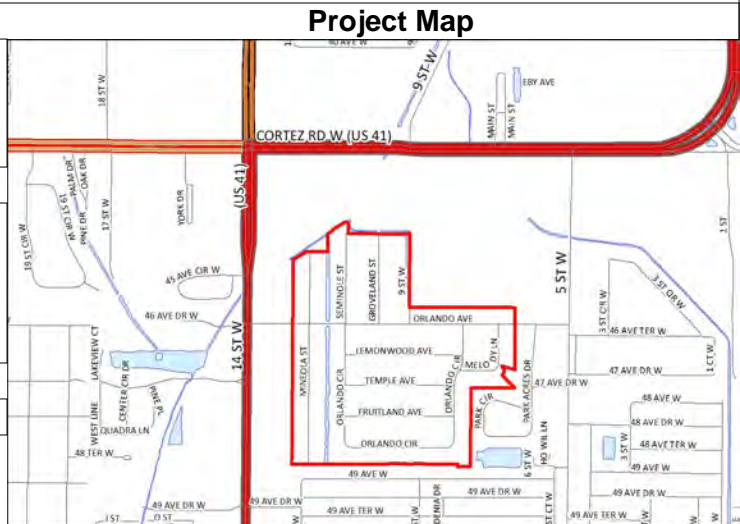 Project Map
40 AVE W
9 ST W
18 ST W
EBY AVE
MAIN ST
MAIN ST
CORTEZ RD W (US 41)
(US 41)
PALM DR
OAK DR
19 ST CIR W
PINE DR
17 ST W
YORK DR
19 ST CIR W
1 ST
45 AVE CIR W
SEMINOLE ST
GROVELAND ST
9 ST W
5 ST W
3 ST CIR W
3 ST CIR W
46 AVE DR W
ORLANDO AVE
46 AVE TER W
14 ST W
LAKEVIEW CT
CENTER CIR DR
PINE PL
WEST LINE
QUADRA LN
48 TER W
MINEOLA ST
ORLANDO CIR
LEMONWOOD AVE
MELODY LN
TEMPLE AVE
ORLANDO CIR
FRUITLAND AVE
ORLANDO CIR
PARK CIR
PARK ACRES DR
47 AVE DR W
47 AVE DR W
1 CT W
48 AVE W
48 AVE DR W
48 AVE TER W
3 ST W
49 AVE W
HO WIL LN
6 ST W
49 AVE W
49 AVE DR W
49 AVE DR W
49 AVE DR W
49 AVE DR W
49 AVE TER W
49 AVE TER W
ST CT W